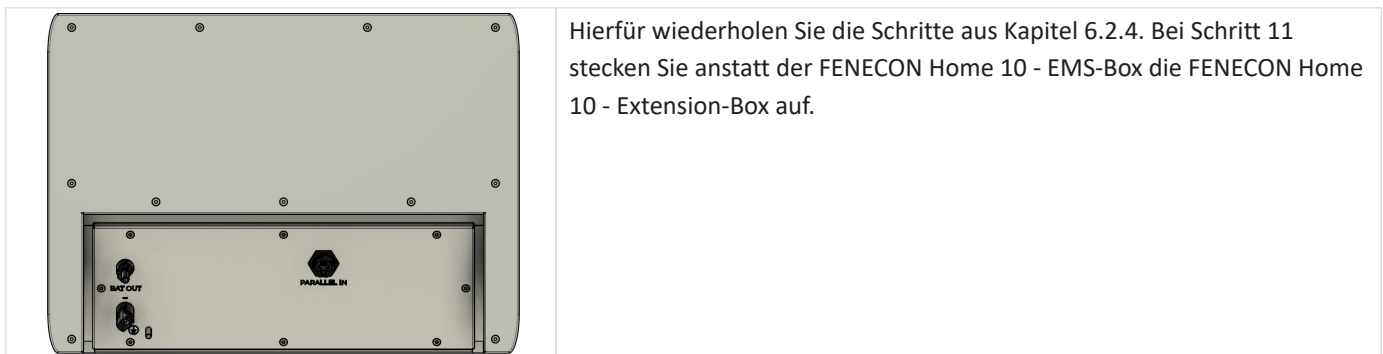 Hierfür wiederholen Sie die Schritte aus Kapitel 6.2.4. Bei Schritt 11
stecken Sie anstatt der FENECON Home 10 - EMS-Box die FENECON Home
10 - Extension-Box auf.
BAT OUT
-
PARALLEL IN